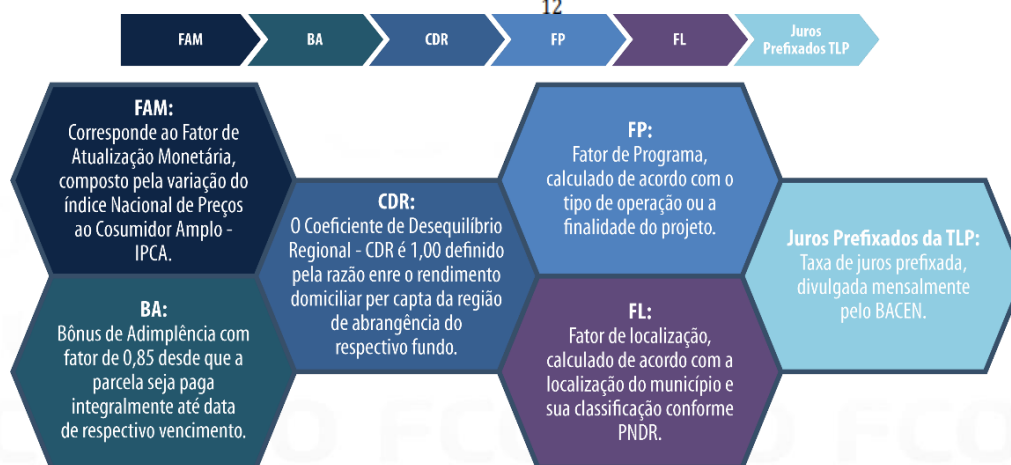 12
FAM
BA
CDR
FP
FL
Juros
Prefixados TLP
FAM:
Corresponde ao Fator de
Atualização Monetária,
composto pela variação do
índice Nacional de Preços
ao Cosumidor Amplo -
IPCA.
BA:
Bônus de Adimplência com
fator de 0,85 desde que a
parcela seja paga
integralmente até data
de respectivo vencimento.
CDR:
O Coeficiente de Desequilíbrio
Regional - CDR é 1,00 definido
pela razão enre o rendimento
domiciliar per capta da região
de abrangência do
respectivo fundo.
FP:
Fator de Programa,
calculado de acordo com o
tipo de operação ou a
finalidade do projeto.
FL:
Fator de localização,
calculado de acordo com a
localização do município e
sua classificação conforme
PNDR.
Juros Prefixados da TLP:
Taxa de juros prefixada,
divulgada mensalmente
pelo BACEN.